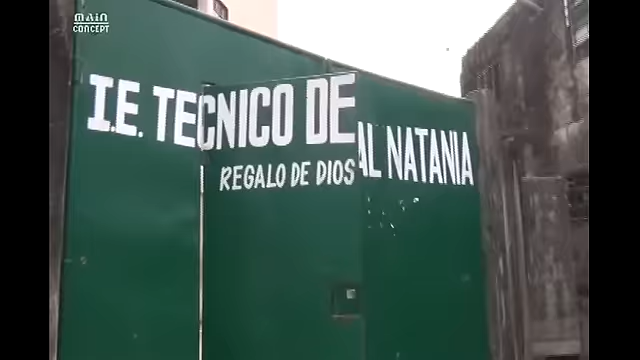 MAIN
CONCEPT
I.E. TECNICO DE AL NATANIA
REGALO DE DIOS